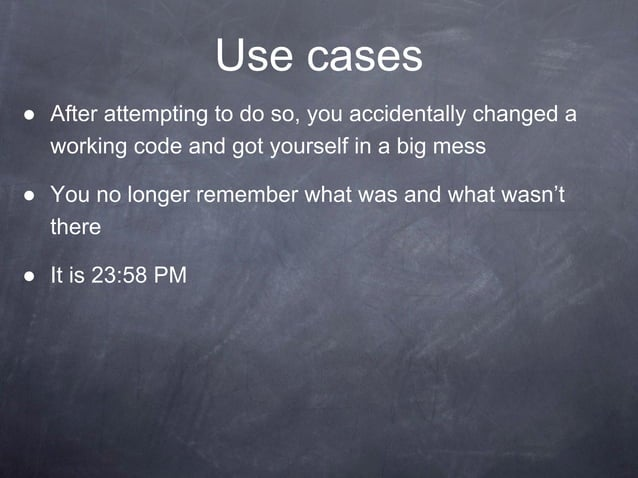 Use cases
● After attempting to do so, you accidentally changed a
working code and got yourself in a big mess
● You no longer remember what was and what wasn’t
there
● It is 23:58 PM